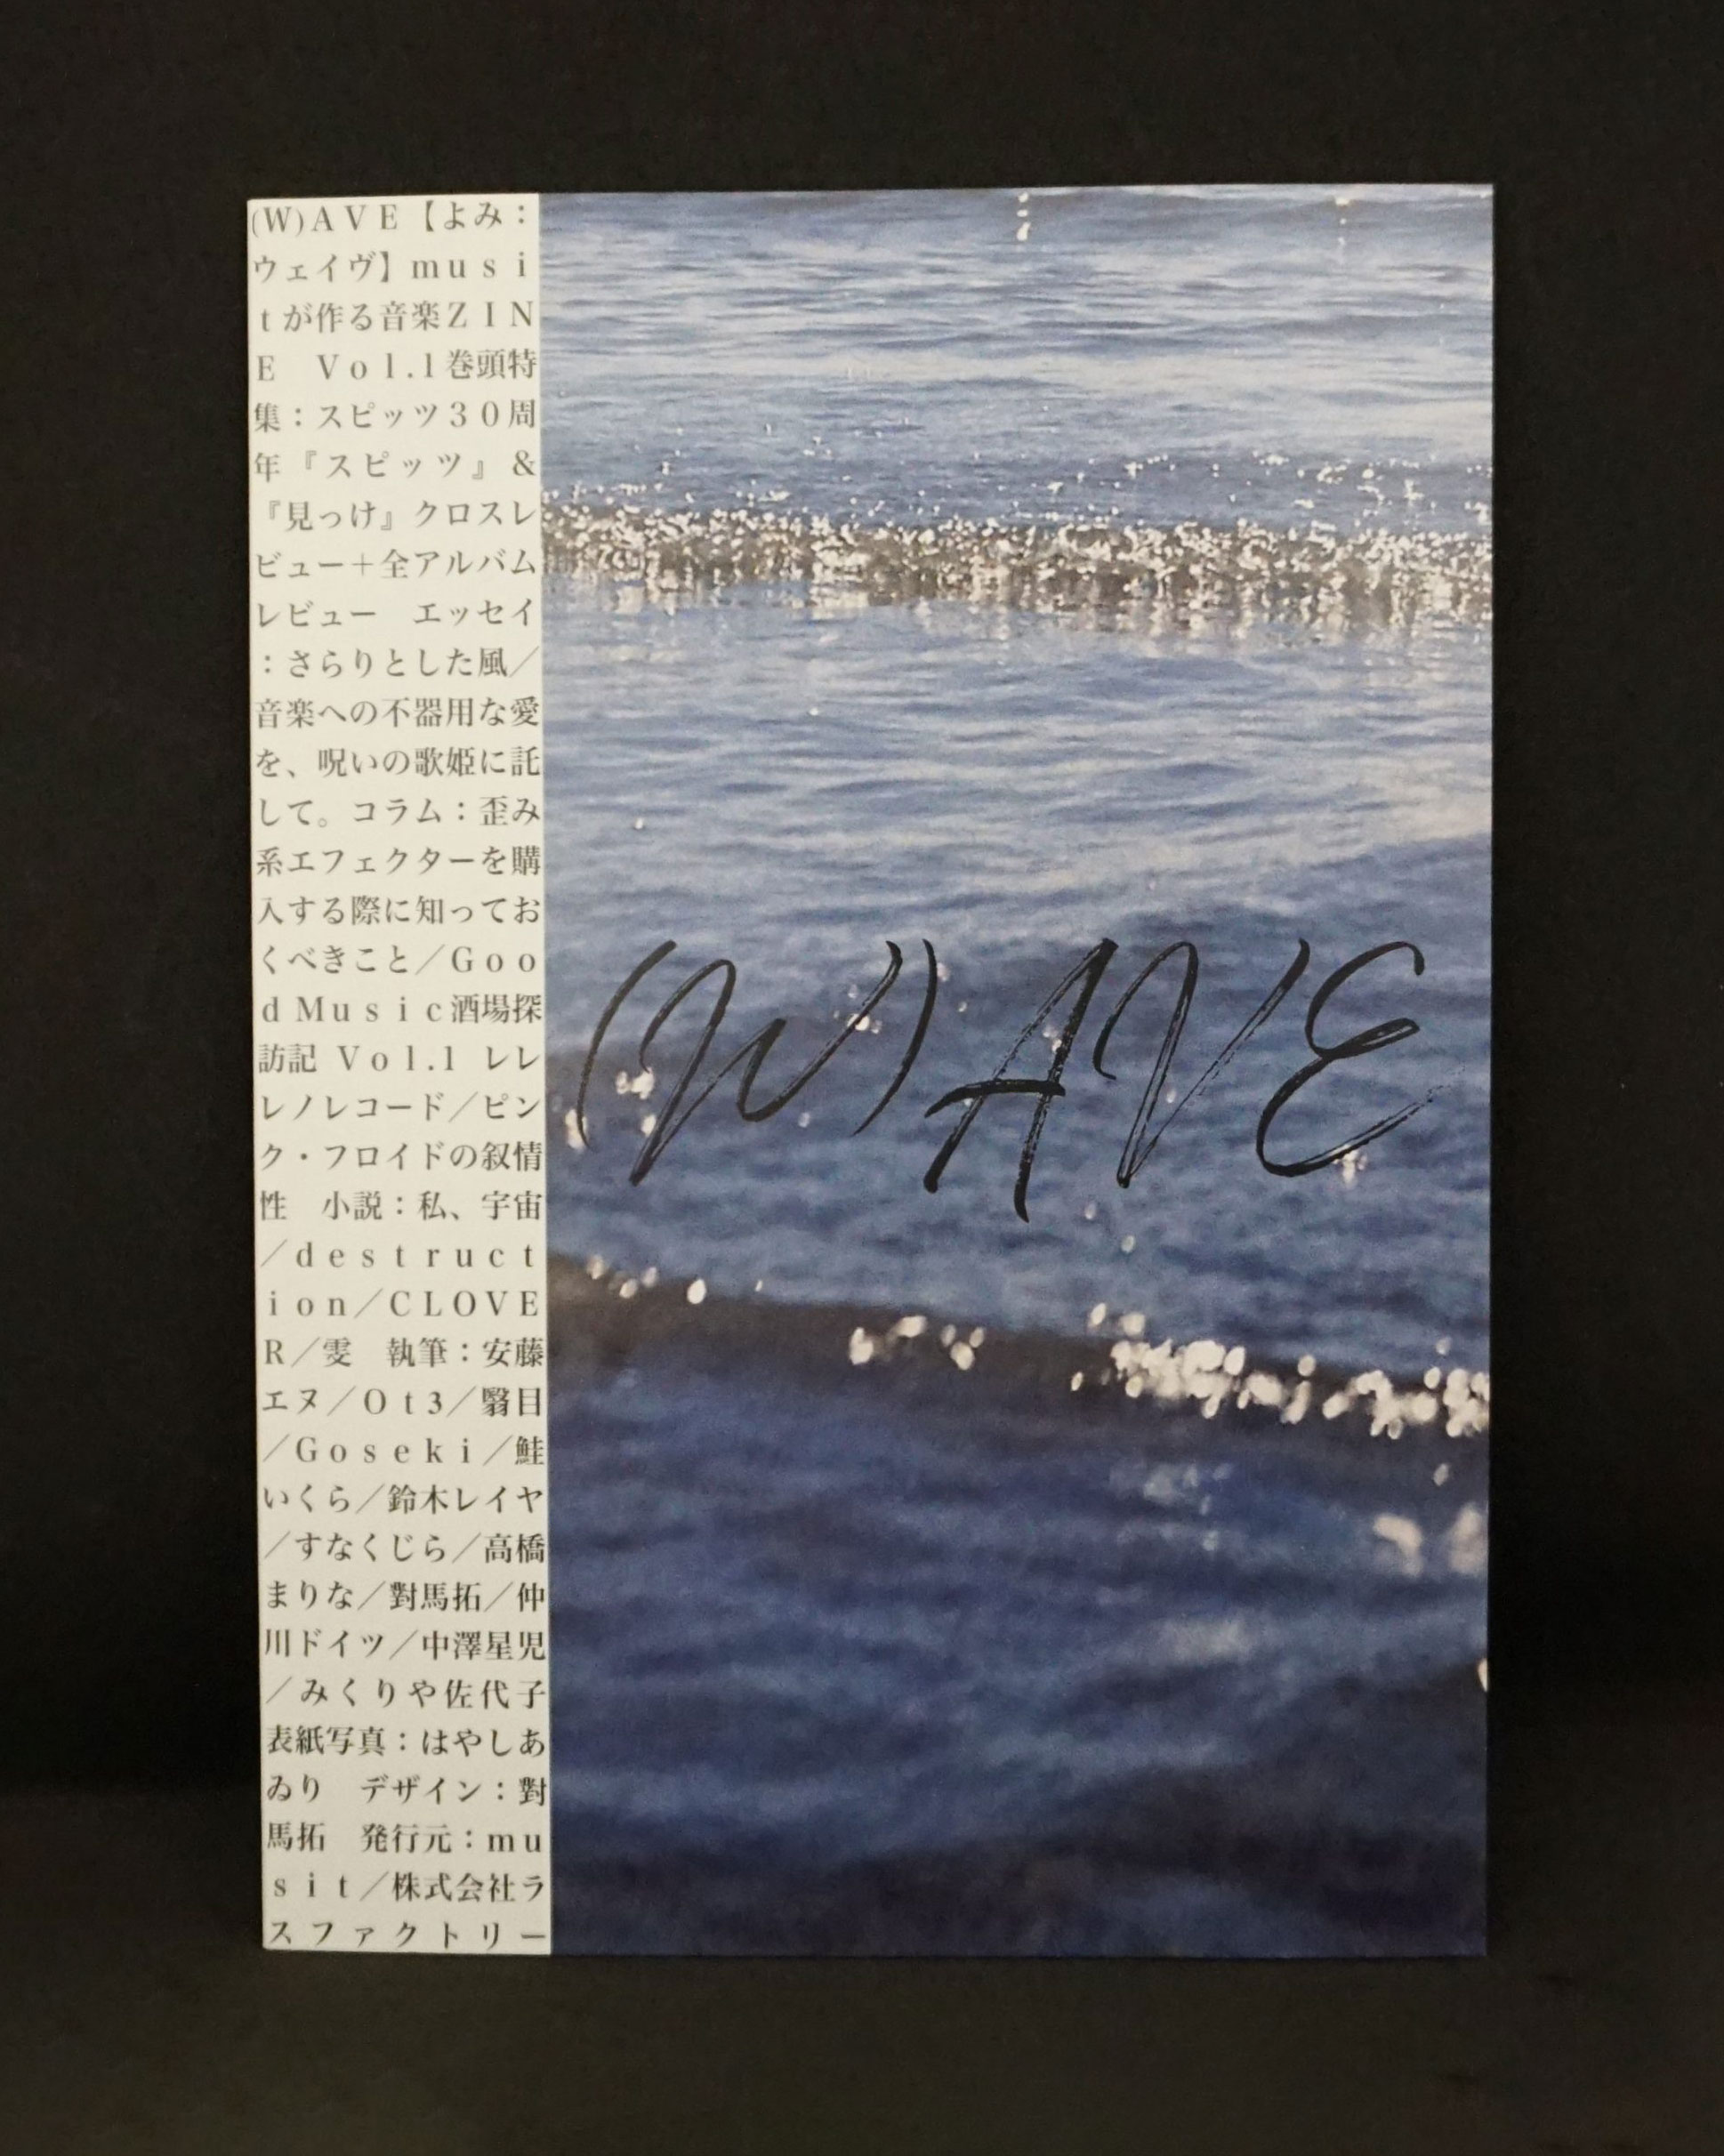 (W)AVE【よみ：
ウェイヴ】musi
tが作る音楽ZIN
E　Vol.1巻頭特
集：スピッツ30周
年『スピッツ』&
『見っけ』クロスレ
ビュー＋全アルバム
レビュー　エッセイ
：さらりとした風／
音楽への不器用な愛
を、呪いの歌姫に託
して。コラム：歪み
系エフェクターを購
入する際に知ってお
くべきこと／Goo
d Music酒場探
訪記 Vol.1 レレ
レノレコード／ピン
ク・フロイドの叙情
性　小説：私、宇宙
／destruct
ion／CLOVE
R／雯　執筆：安藤
エヌ／Ot3／翳目
／Goseki／鮭
いくら／鈴木レイヤ
／すなくじら／高橋
まりな／對馬拓／仲
川ドイツ／中澤星児
／みくりや佐代子
表紙写真：はやしあ
ゐり　デザイン：對
馬拓　発行元：mu
sit／株式会社ラ
スファクトリー
(W)AVE